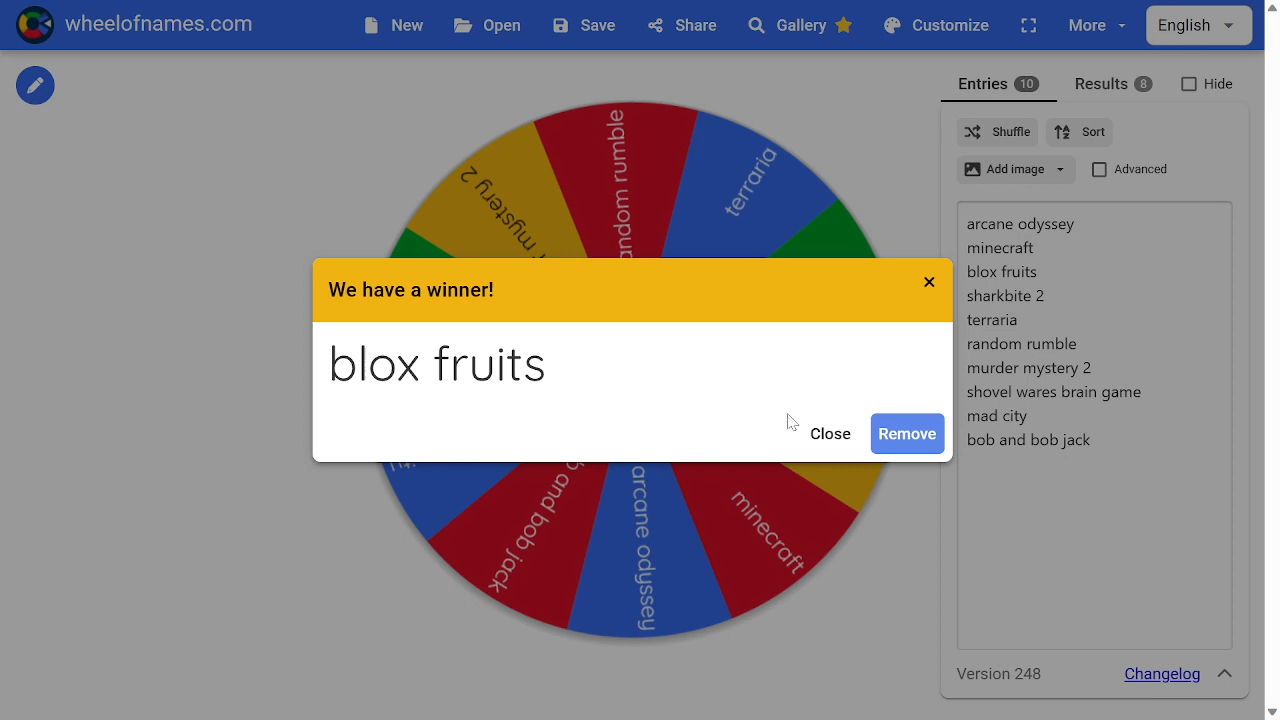 wheelofnames.com
New
Open
Save
Share
Gallery
Customize
More
English
Entries 10
Results 8
Hide
Shuffle
Sort
Add image
Advanced
arcane odyssey
minecraft
blox fruits
sharkbite 2
terraria
random rumble
murder mystery 2
shovel wares brain game
mad city
bob and bob jack
Version 248
Changelog
mystery 2
andom rumble
terraria
We have a winner!
blox fruits
Close
Remove
and bob jack
arcane odyssey
minecraft